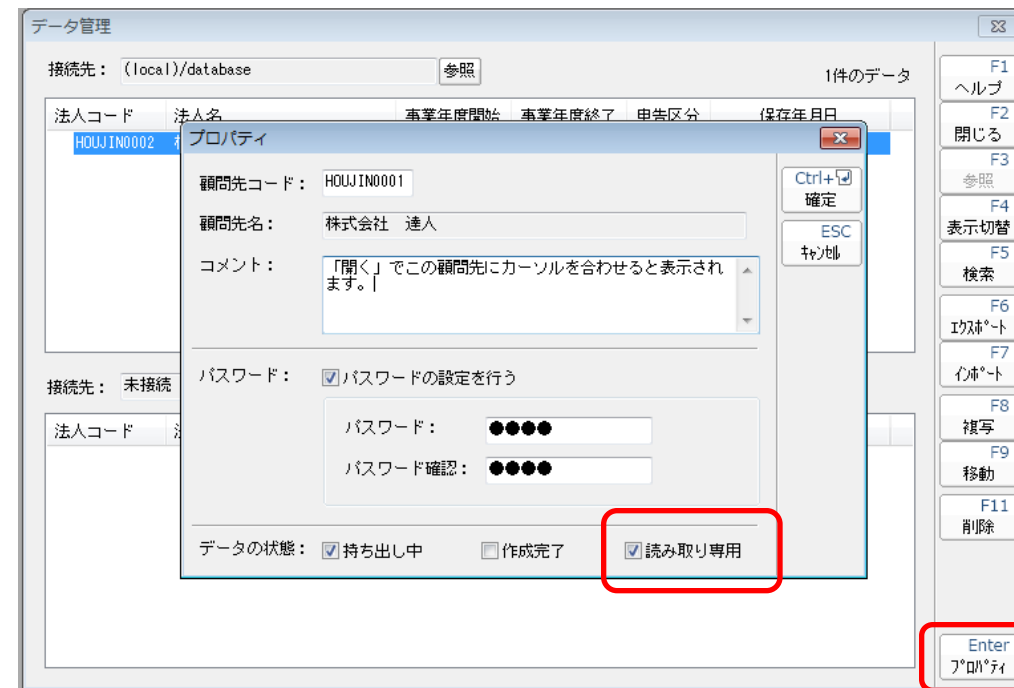 データ管理
接続先： (local)/database 参照 1件のデータ
法人コード 法人名 事業年度開始 事業年度終了 申告区分 保存年月日
HOUJIN0002
プロパティ
顧問先コード： HOUJIN0001
顧問先名： 株式会社 達人
コメント： 「開く」でこの顧問先にカーソルを合わせると表示され
ます。
パスワード： パスワードの設定を行う
パスワード： ●●●●
パスワード確認： ●●●●
データの状態： 持ち出し中 作成完了 読み取り専用
Ctrl+
確定
ESC
ｷｬﾝｾﾙ
接続先： 未接続
法人コード
F1
ヘルプ
F2
閉じる
F3
参照
F4
表示切替
F5
検索
F6
ｴｸｽﾎﾟｰﾄ
F7
ｲﾝﾎﾟｰﾄ
F8
複写
F9
移動
F11
削除
Enter
ﾌﾟﾛﾊﾟﾃｨ